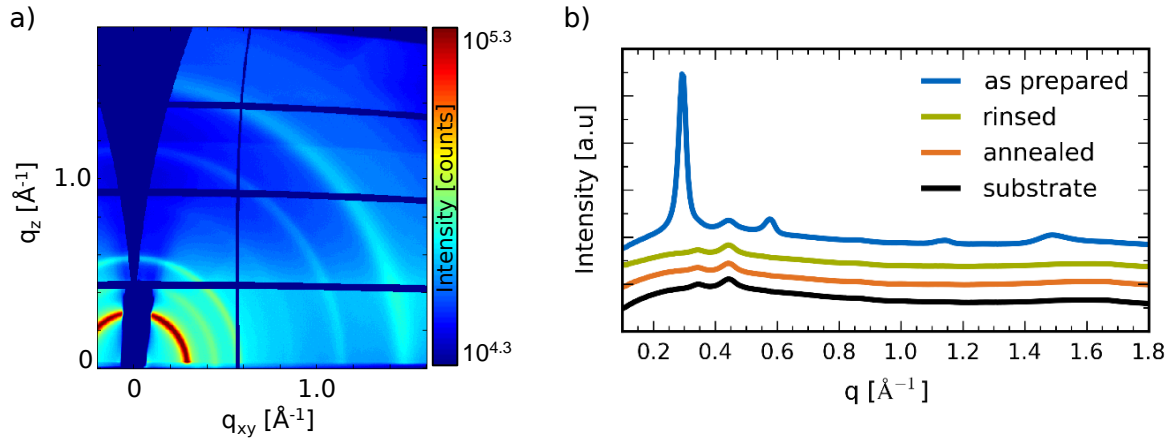 a)
10^5.3
Intensity [counts]
10^4.3
1.0
0
q_z [Å^-1]
0
1.0
q_xy [Å^-1]
b)
as prepared
rinsed
annealed
substrate
Intensity [a.u]
0.2 0.4 0.6 0.8 1.0 1.2 1.4 1.6 1.8
q [Å^−1]